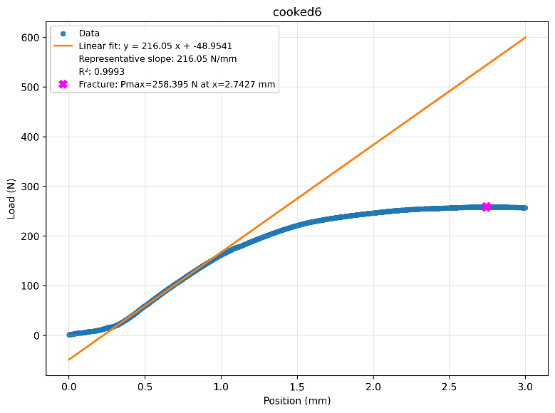 cooked6
Data
Linear fit: y = 216.05 x + -48.9541
Representative slope: 216.05 N/mm
R²: 0.9993
Fracture: Pmax=258.395 N at x=2.7427 mm
600
500
400
300
200
100
0
Load (N)
0.0 0.5 1.0 1.5 2.0 2.5 3.0
Position (mm)